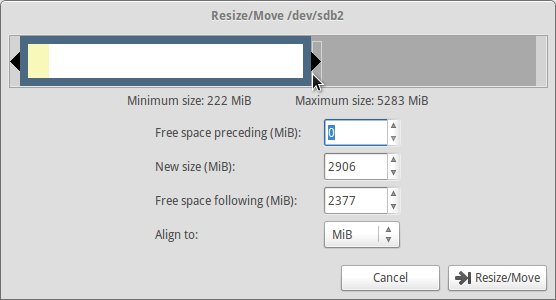 Resize/Move /dev/sdb2
Minimum size: 222 MiB Maximum size: 5283 MiB
Free space preceding (MiB): 0
New size (MiB): 2906
Free space following (MiB): 2377
Align to: MiB
Cancel Resize/Move